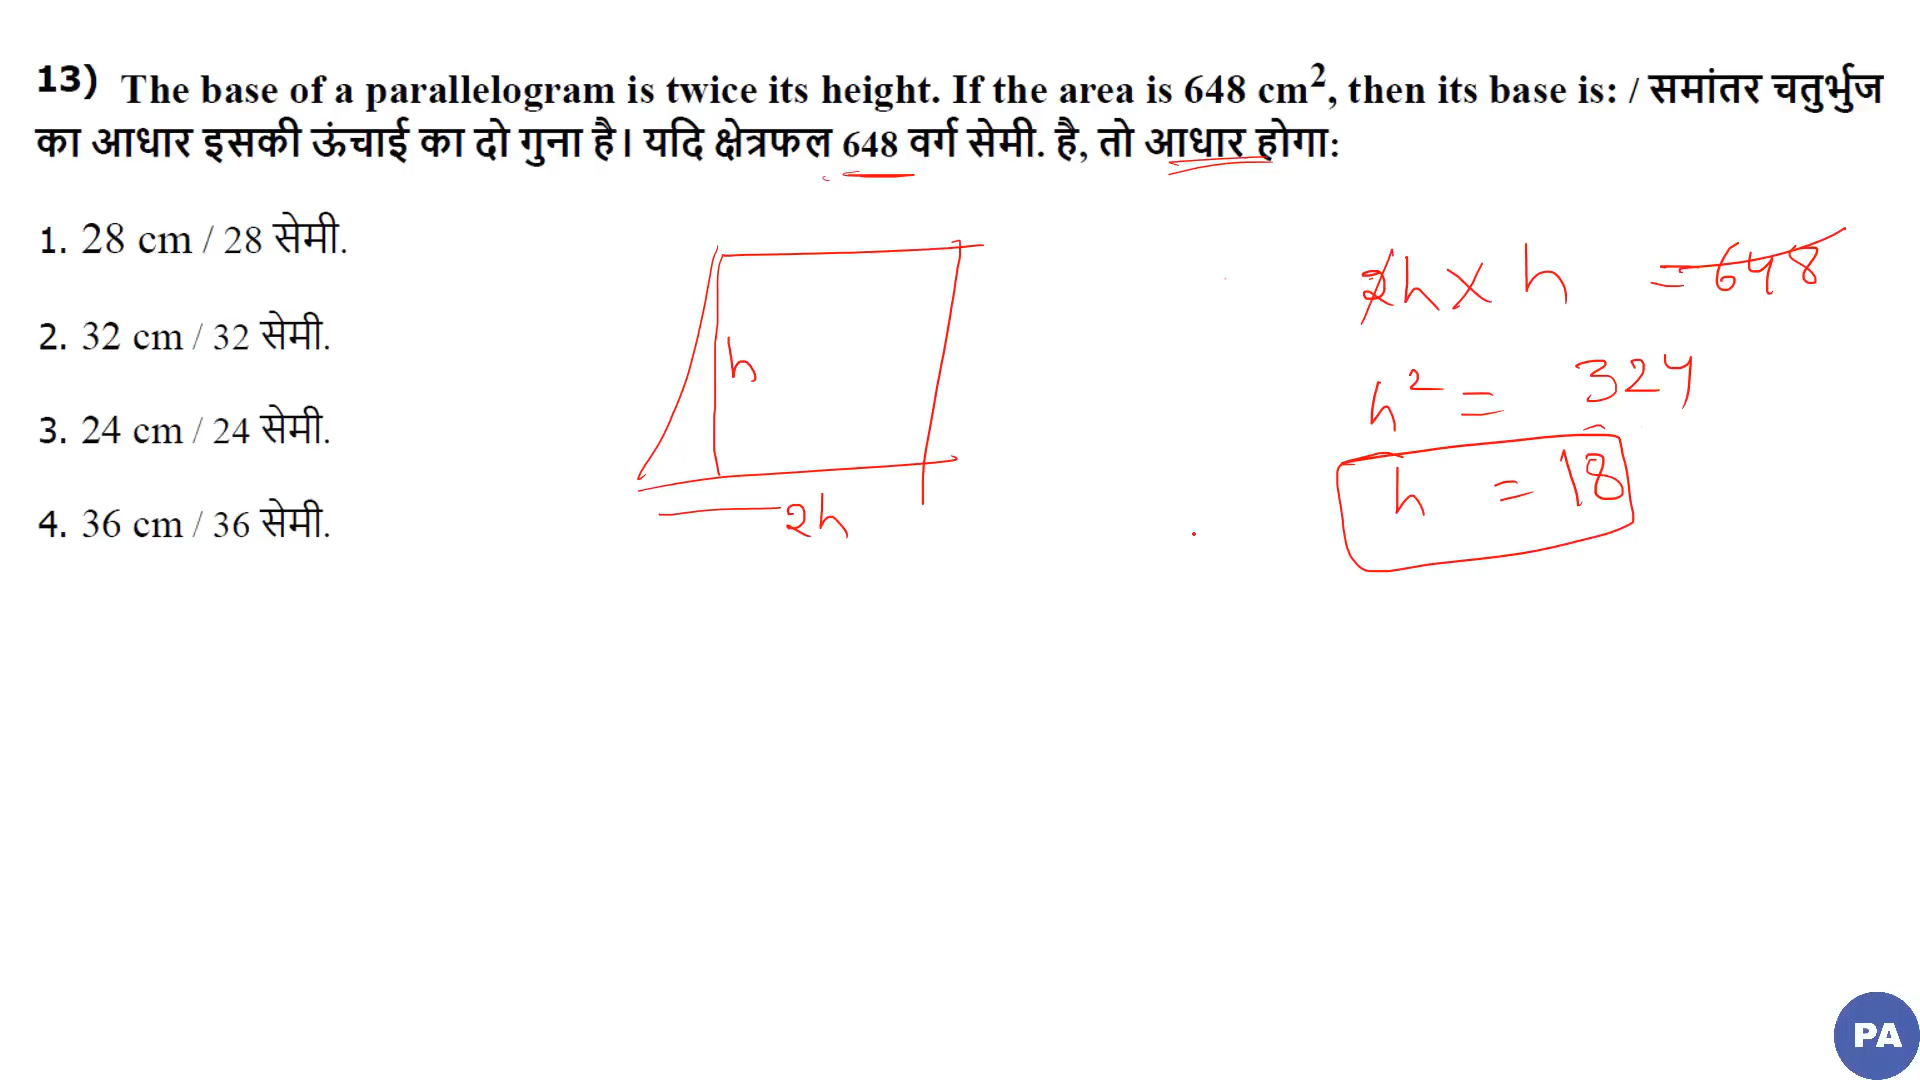 13) The base of a parallelogram is twice its height. If the area is 648 cm², then its base is: / समांतर चतुर्भुज
का आधार इसकी ऊंचाई का दो गुना है। यदि क्षेत्रफल 648 वर्ग सेमी. है, तो आधार होगा:
1. 28 cm / 28 सेमी.
2. 32 cm / 32 सेमी.
3. 24 cm / 24 सेमी.
4. 36 cm / 36 सेमी.
h
2h
2h × h = 648
h² = 324
h = 18
PA